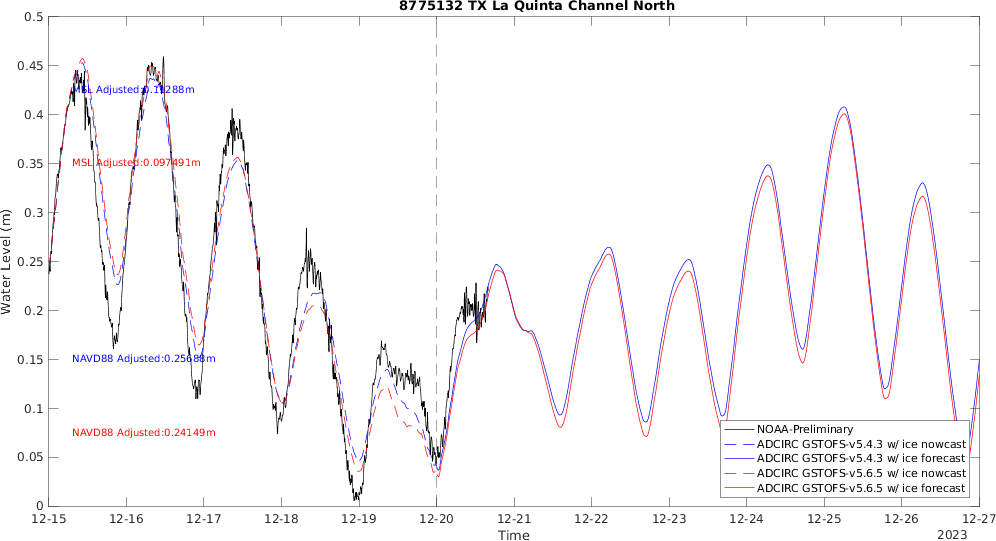 8775132 TX La Quinta Channel North
0.5
0.45
0.4
0.35
0.3
0.25
0.2
0.15
0.1
0.05
0
Water Level (m)
MSL Adjusted:0.11288m
MSL Adjusted:0.097491m
NAVD88 Adjusted:0.25688m
NAVD88 Adjusted:0.24149m
NOAA-Preliminary
ADCIRC GSTOFS-v5.4.3 w/ ice nowcast
ADCIRC GSTOFS-v5.4.3 w/ ice forecast
ADCIRC GSTOFS-v5.6.5 w/ ice nowcast
ADCIRC GSTOFS-v5.6.5 w/ ice forecast
12-15 12-16 12-17 12-18 12-19 12-20 12-21 12-22 12-23 12-24 12-25 12-26 12-27
Time
2023